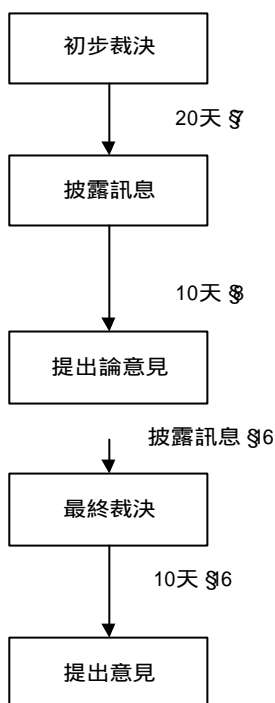 初步裁決
20天 §7
披露訊息
10天 §8
提出論意見
披露訊息 §16
最終裁決
10天 §16
提出意見